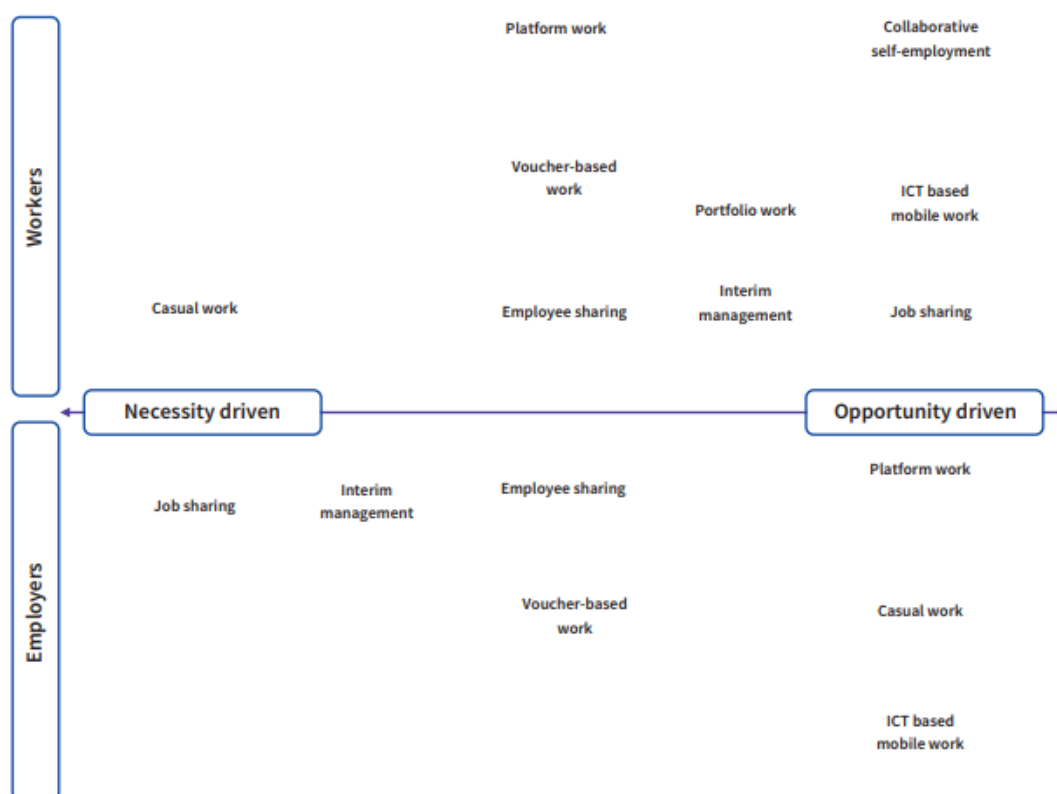 Workers
Platform work
Collaborative
self-employment
Voucher-based
work
Portfolio work
ICT based
mobile work
Casual work
Employee sharing
Interim
management
Job sharing
Necessity driven
Opportunity driven
Employers
Job sharing
Interim
management
Employee sharing
Platform work
Voucher-based
work
Casual work
ICT based
mobile work